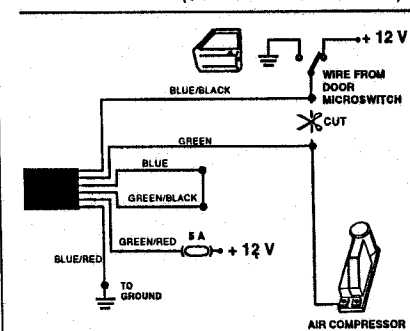 + 12 V
WIRE FROM
DOOR
MICROSWITCH
BLUE/BLACK
CUT
GREEN
BLUE
GREEN/BLACK
GREEN/RED
5 A
+ 12 V
BLUE/RED
TO
GROUND
AIR COMPRESSOR